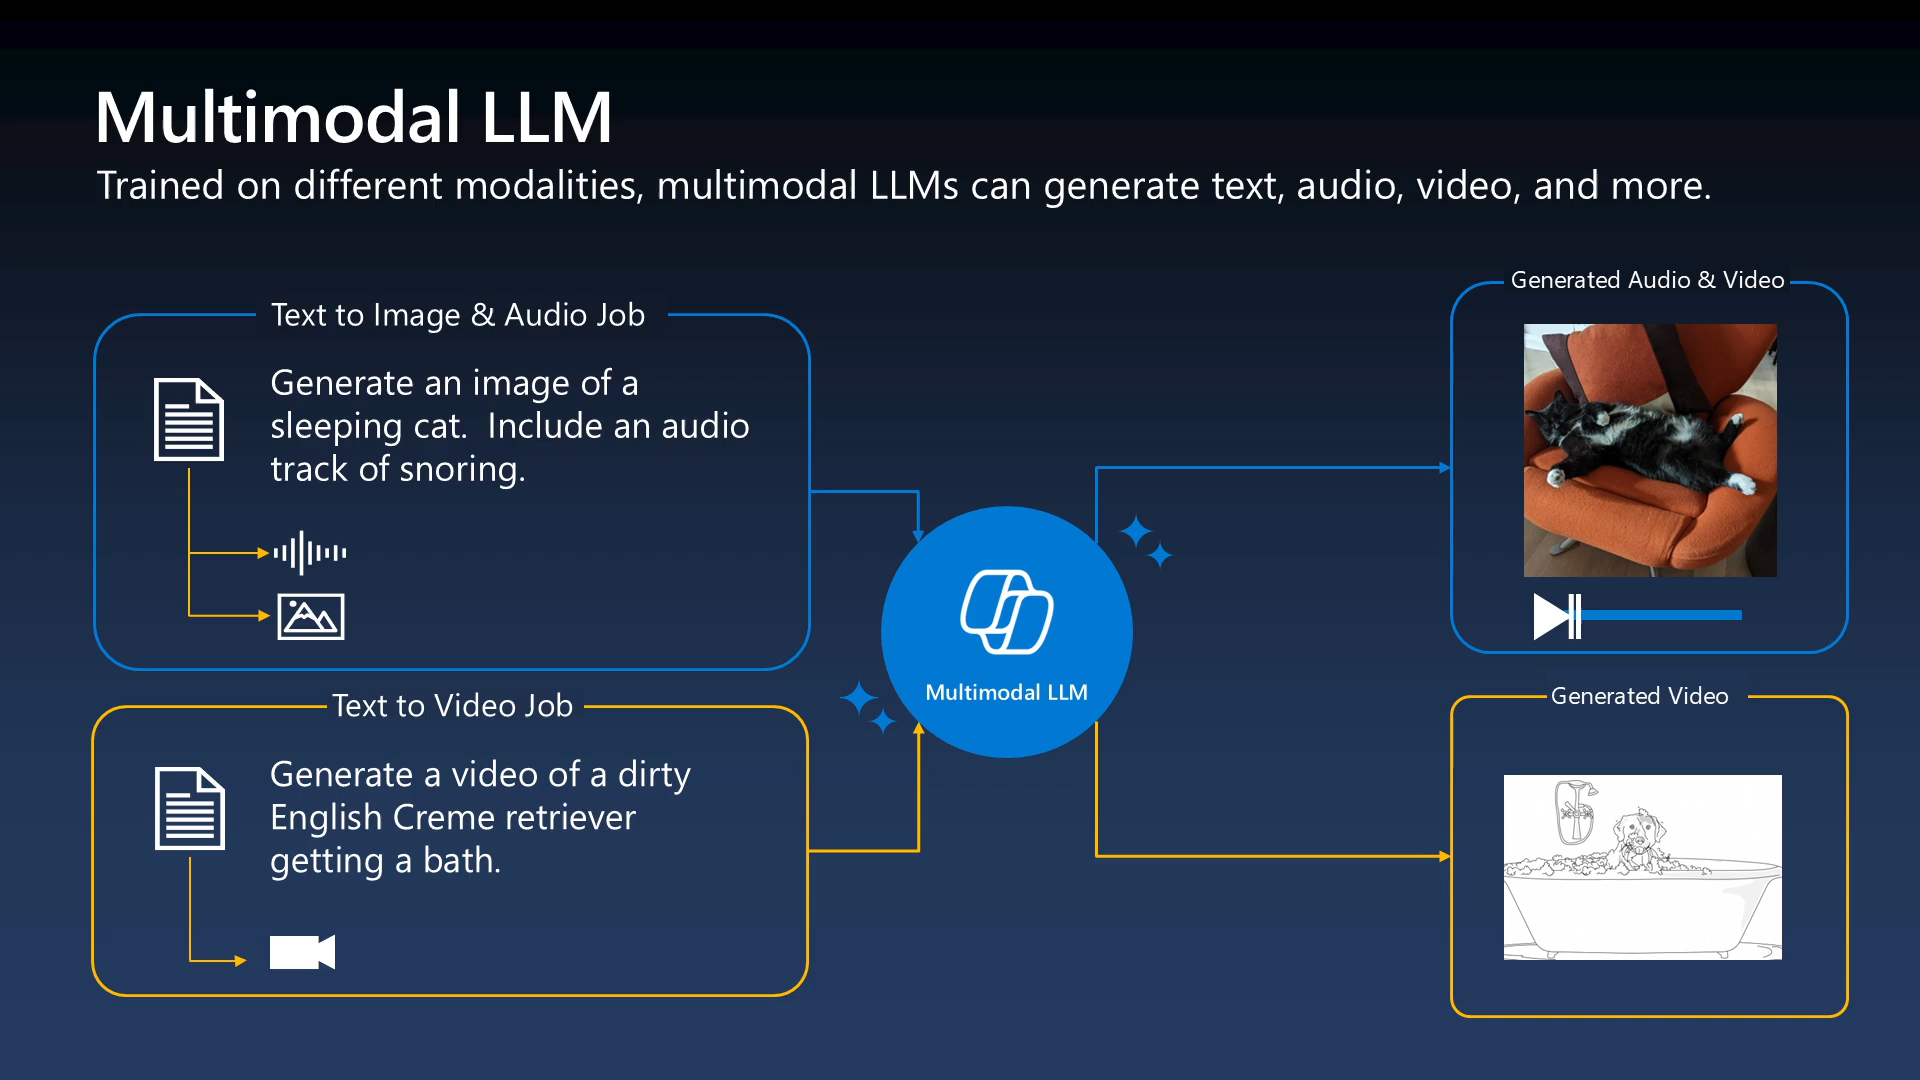 Multimodal LLM
Trained on different modalities, multimodal LLMs can generate text, audio, video, and more.
Text to Image & Audio Job
Generate an image of a
sleeping cat.  Include an audio
track of snoring.
Text to Video Job
Generate a video of a dirty
English Creme retriever
getting a bath.
Multimodal LLM
Generated Audio & Video
Generated Video